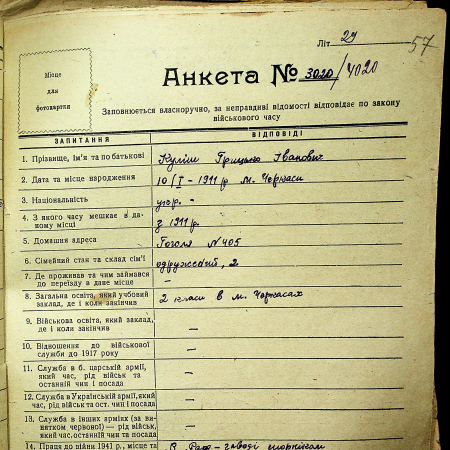 Літ 29
57
Місце
для
фотокартки
Анкета № 3020/4020
Заповнюється власноручно, за неправдиві відомості відповідає по закону
військового часу
ЗАПИТАННЯ ВІДПОВІДІ
1. Прізвище, ім'я та по батькові Куліш Грицько Іванович
2. Дата та місце народження 10/I – 1911 р. м. Черкаси
3. Національність укр. -
4. З якого часу мешкає в да-
ному місці з 1911 р.
5. Домашня адреса Гоголя № 405
6. Сімейний стан та склад сім'ї одружений, 2
7. Де проживав та чим займався
до переїзду в дане місце —
8. Загальна освіта, який учбовий
заклад, де і коли закінчив 2 класи в м. Черкасах
9. Військова освіта, який заклад,
де і коли закінчив —
10. Відношення до військової
служби до 1917 року —
11. Служба в б. царській армії,
який час, рід військ та
останній чин і посада —
12. Служба в Українській армії, який
час, рід військ та ост. чин і посада —
13. Служба в інших арміях (за ви-
нятком червової) — рід військ,
який час, останній чин та посада —
14. Праця до війни 1941 р., місце та